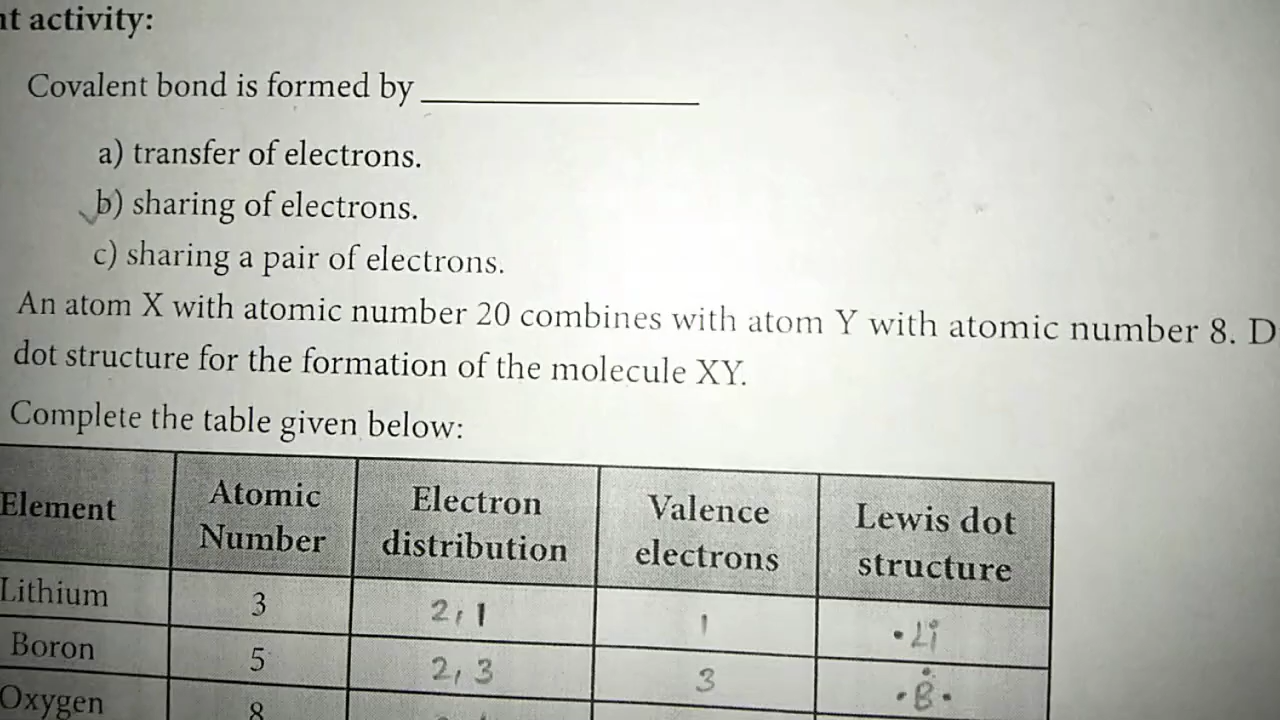 nt activity:
Covalent bond is formed by ______________
a) transfer of electrons.
b) sharing of electrons.
c) sharing a pair of electrons.
An atom X with atomic number 20 combines with atom Y with atomic number 8. D
dot structure for the formation of the molecule XY.
Complete the table given below:
Element Atomic Number Electron distribution Valence electrons Lewis dot structure
Lithium 3 2,1 1 •Li
Boron 5 2,3 3 •Ḃ•
Oxygen 8